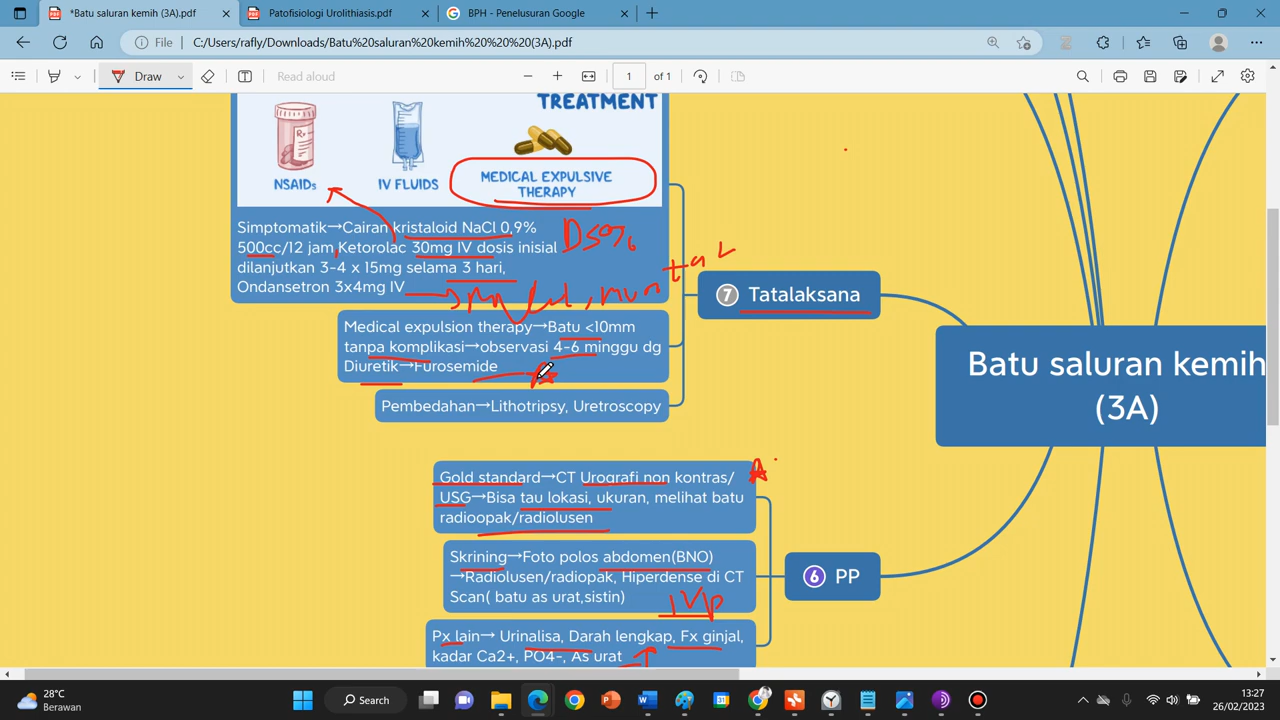 *Batu saluran kemih (3A).pdf
Patofisiologi Urolithiasis.pdf
BPH - Penelusuran Google
File
C:/Users/rafly/Downloads/Batu%20saluran%20kemih%20%20%20(3A).pdf
Draw
Read aloud
1 of 1
TREATMENT
NSAIDs
IV FLUIDS
MEDICAL EXPULSIVE
THERAPY
Simptomatik→Cairan kristaloid NaCl 0,9%
500cc/12 jam, Ketorolac 30mg IV dosis inisial
dilanjutkan 3-4 x 15mg selama 3 hari,
Ondansetron 3x4mg IV
D5%
mual, muntah
Medical expulsion therapy→Batu <10mm
tanpa komplikasi→observasi 4-6 minggu dg
Diuretik→Furosemide
Pembedahan→Lithotripsy, Uretroscopy
7 Tatalaksana
Batu saluran kemih
(3A)
Gold standard→CT Urografi non kontras/
USG→Bisa tau lokasi, ukuran, melihat batu
radioopak/radiolusen
Skrining→Foto polos abdomen(BNO)
→Radiolusen/radiopak, Hiperdense di CT
Scan( batu as urat,sistin)
IVP
6 PP
Px lain→ Urinalisa, Darah lengkap, Fx ginjal,
kadar Ca2+, PO4-, As urat
28°C
Berawan
Search
13:27
26/02/2023